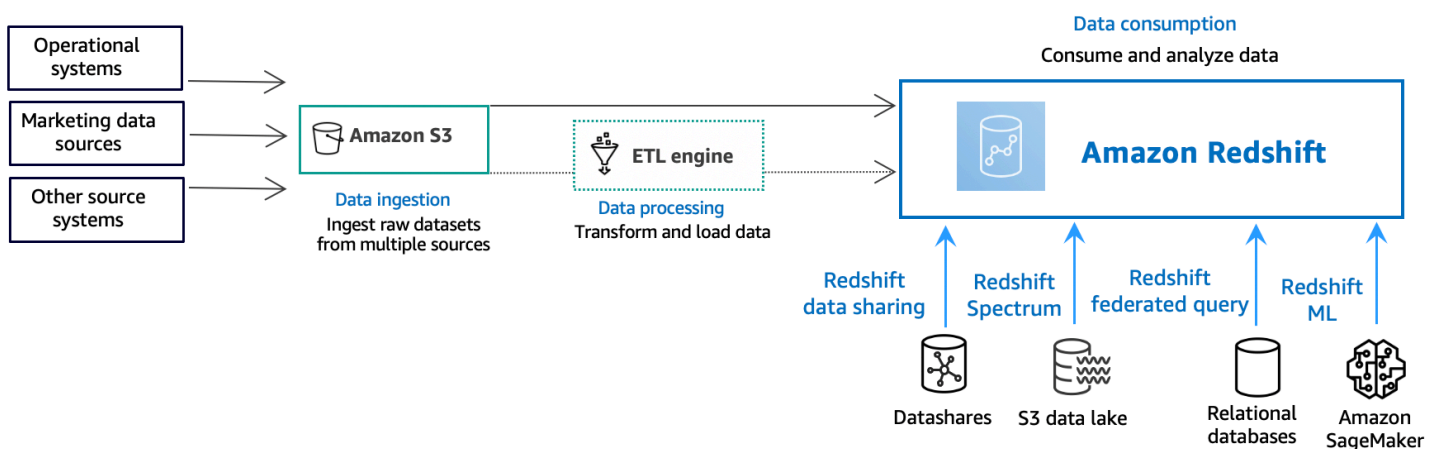 Operational
systems
Marketing data
sources
Other source
systems
Amazon S3
Data ingestion
Ingest raw datasets
from multiple sources
ETL engine
Data processing
Transform and load data
Data consumption
Consume and analyze data
Amazon Redshift
Redshift
data sharing
Redshift
Spectrum
Redshift
federated query
Redshift
ML
Datashares
S3 data lake
Relational
databases
Amazon
SageMaker